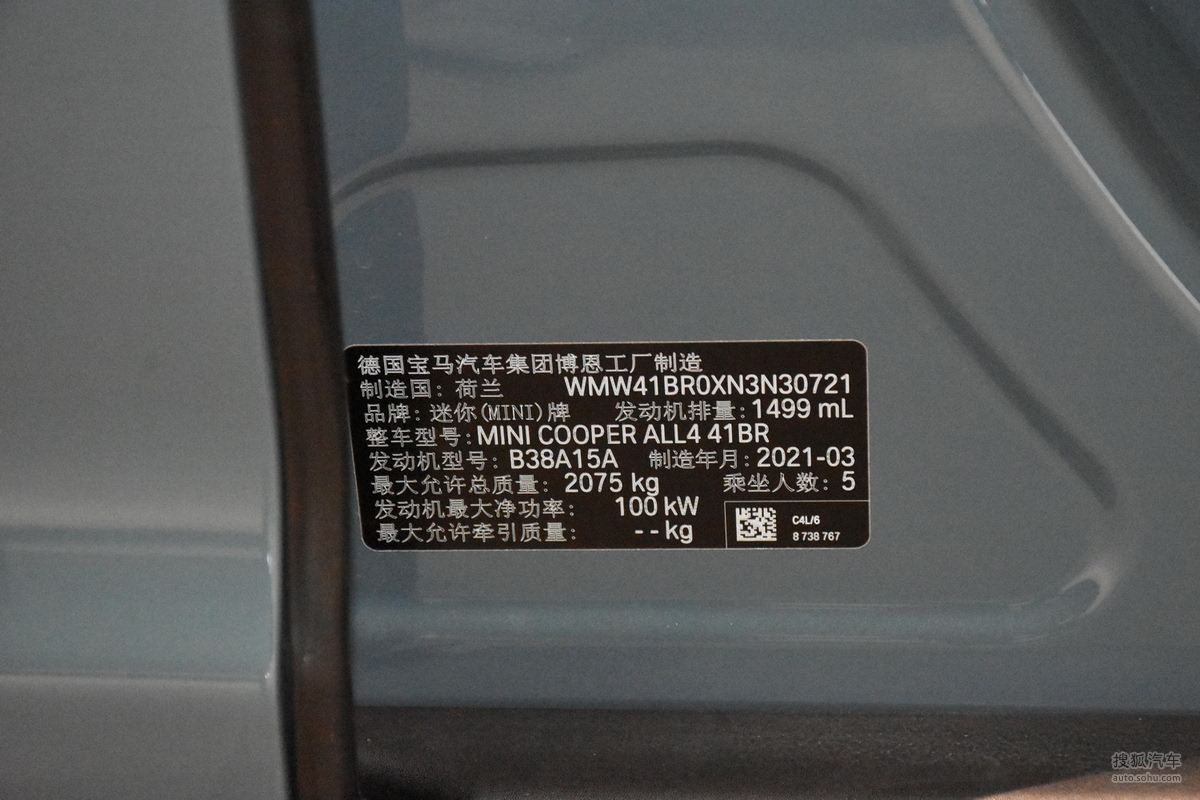 德国宝马汽车集团博恩工厂制造
制造国: 荷兰 WMW41BR0XN3N30721
品牌: 迷你(MINI)牌 发动机排量: 1499 mL
整车型号: MINI COOPER ALL4 41BR
发动机型号: B38A15A 制造年月: 2021-03
最大允许总质量: 2075 kg 乘坐人数: 5
发动机最大净功率: 100 kW
最大允许牵引质量: -- kg
C4L/6
8 738 767
搜狐汽车
auto.sohu.com